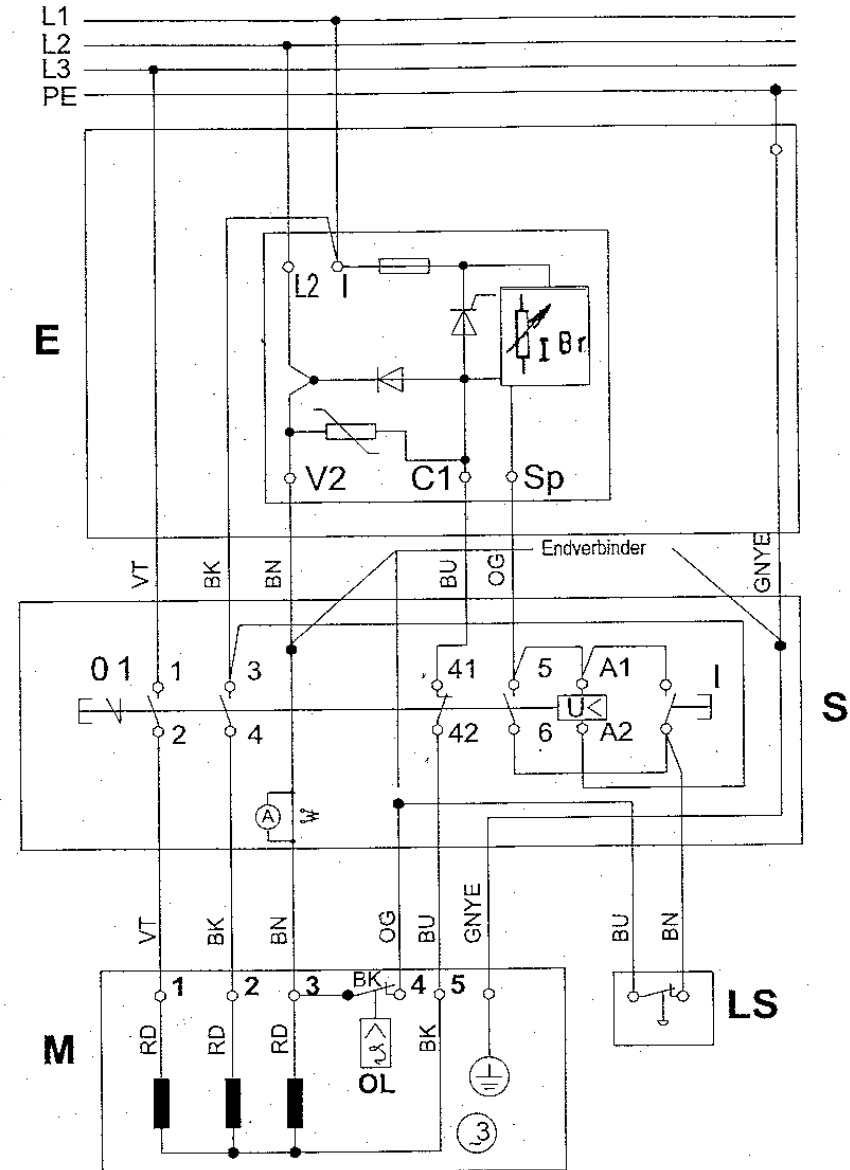 L1
L2
L3
PE
E
L2 I
I Br
V2 C1 Sp
Endverbinder
VT BK BN BU OG GNYE
0 1 1 3 41 5 A1 I
U<
S
2 4 42 6 A2
A
VT BK BN OG BU GNYE BU BN
1 2 3 BK 4 5
LS
M
RD RD RD BK
OL
3